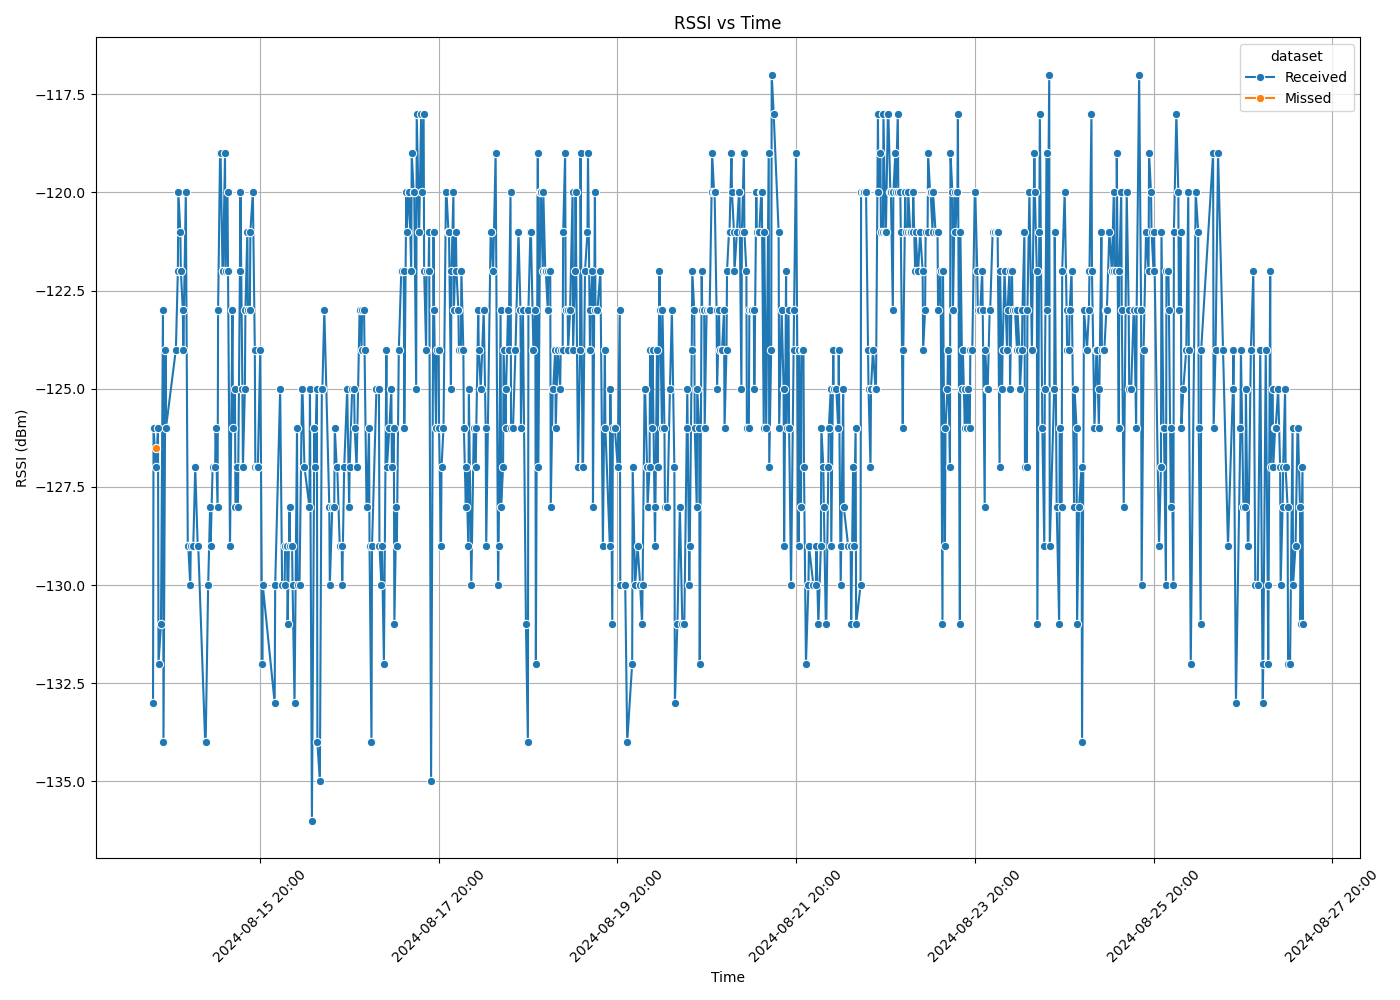 RSSI vs Time
dataset
Received
Missed
−117.5
−120.0
−122.5
−125.0
−127.5
−130.0
−132.5
−135.0
RSSI (dBm)
2024-08-15 20:00
2024-08-17 20:00
2024-08-19 20:00
2024-08-21 20:00
2024-08-23 20:00
2024-08-25 20:00
2024-08-27 20:00
Time